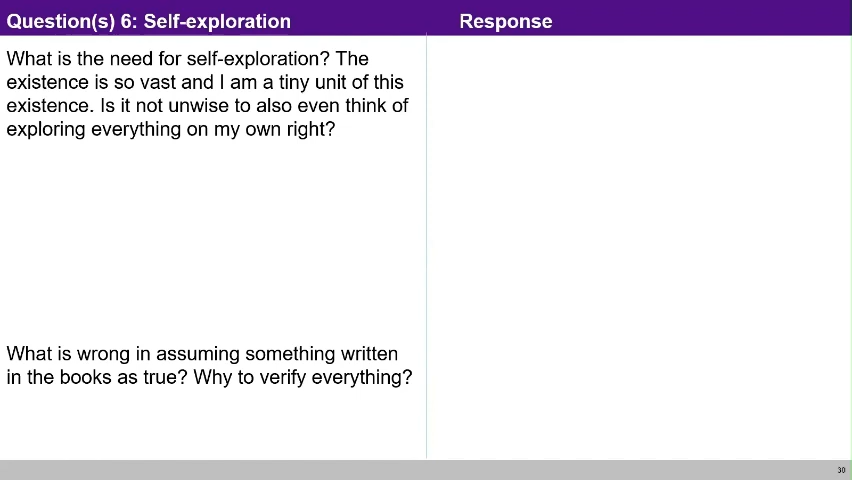 Question(s) 6: Self-exploration
Response
What is the need for self-exploration? The
existence is so vast and I am a tiny unit of this
existence. Is it not unwise to also even think of
exploring everything on my own right?
What is wrong in assuming something written
in the books as true? Why to verify everything?
30